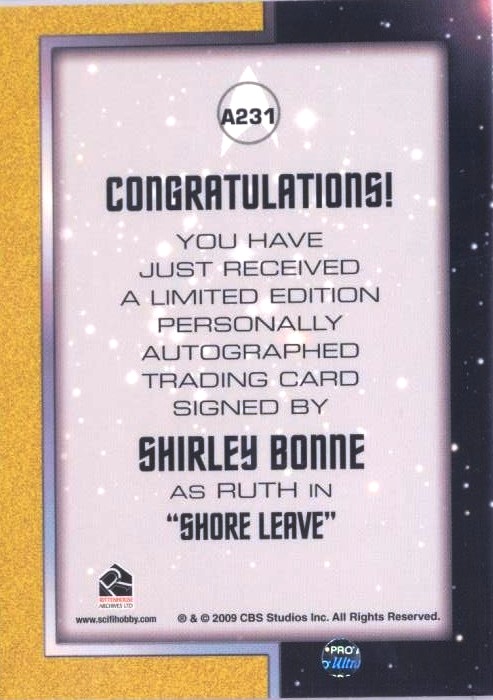 A231
CONGRATULATIONS!
YOU HAVE
JUST RECEIVED
A LIMITED EDITION
PERSONALLY
AUTOGRAPHED
TRADING CARD
SIGNED BY
SHIRLEY BONNE
AS RUTH IN
"SHORE LEAVE"
RITTENHOUSE
ARCHIVES LTD
www.scifihobby.com
® & © 2009 CBS Studios Inc. All Rights Reserved.
PRO
Ultra